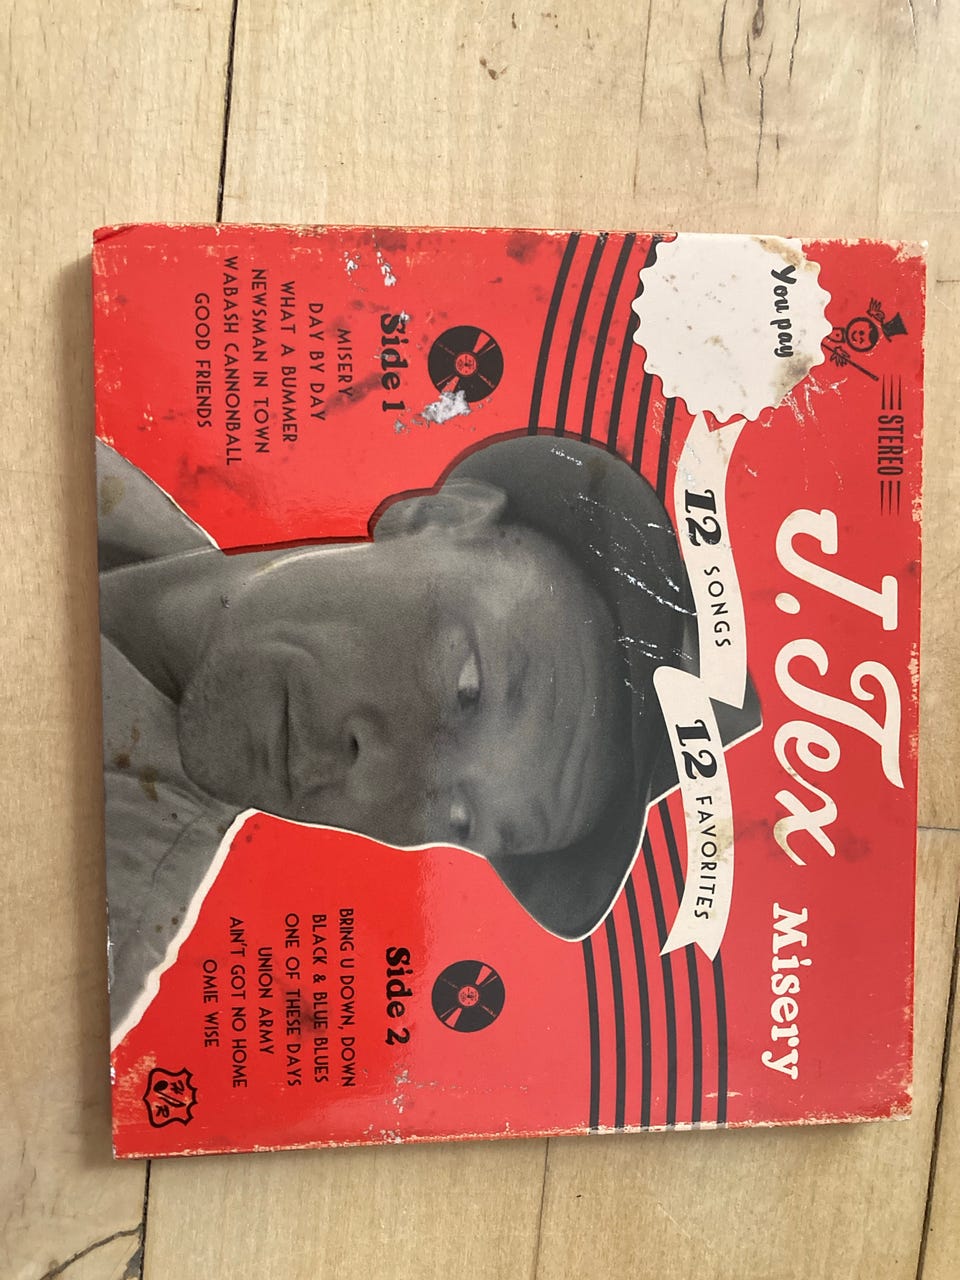 STEREO
You pay
J. Tex Misery
12 SONGS
12 FAVORITES
Side 1
MISERY
DAY BY DAY
WHAT A BUMMER
NEWSMAN IN TOWN
WABASH CANNONBALL
GOOD FRIENDS
Side 2
BRING U DOWN, DOWN
BLACK & BLUE BLUES
ONE OF THESE DAYS
UNION ARMY
AIN'T GOT NO HOME
OMIE WISE
H R